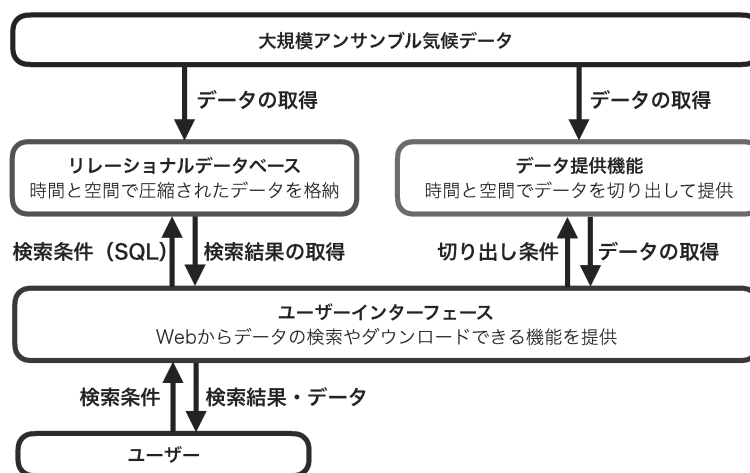 大規模アンサンブル気候データ
データの取得
データの取得
リレーショナルデータベース
時間と空間で圧縮されたデータを格納
データ提供機能
時間と空間でデータを切り出して提供
検索条件（SQL）
検索結果の取得
切り出し条件
データの取得
ユーザーインターフェース
Webからデータの検索やダウンロードできる機能を提供
検索条件
検索結果・データ
ユーザー